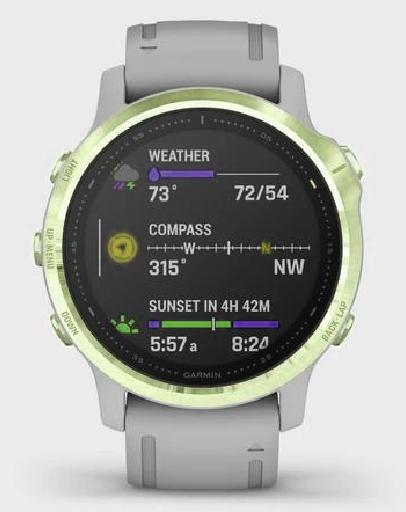 WEATHER
73° 72/54
COMPASS
W N
315° NW
SUNSET IN 4H 42M
5:57a 8:24
GARMIN
LIGHT
UP·MENU
DOWN
BACK·LAP